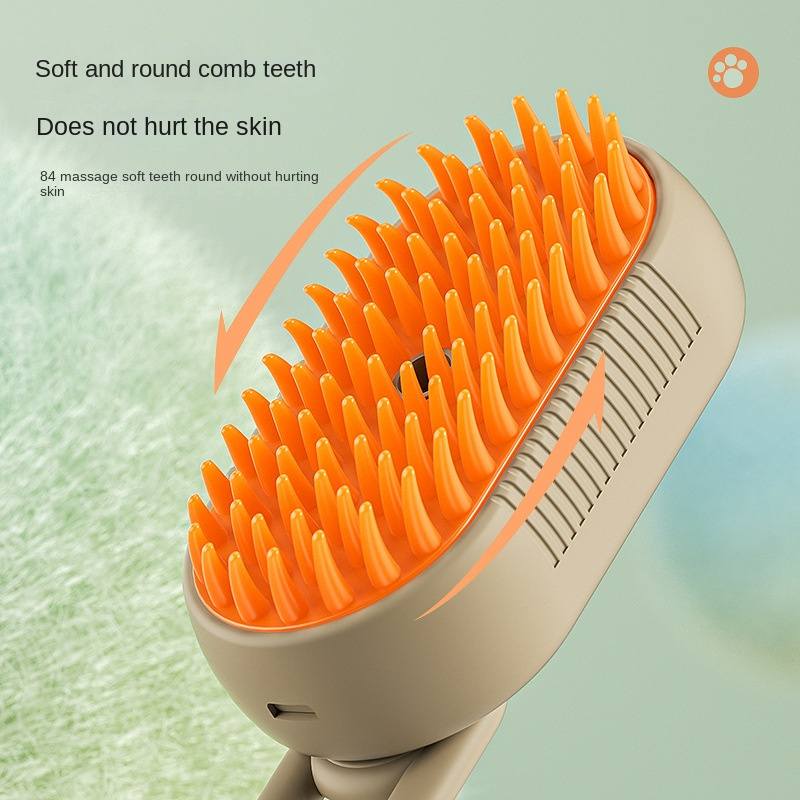 Soft and round comb teeth
Does not hurt the skin
84 massage soft teeth round without hurting
skin